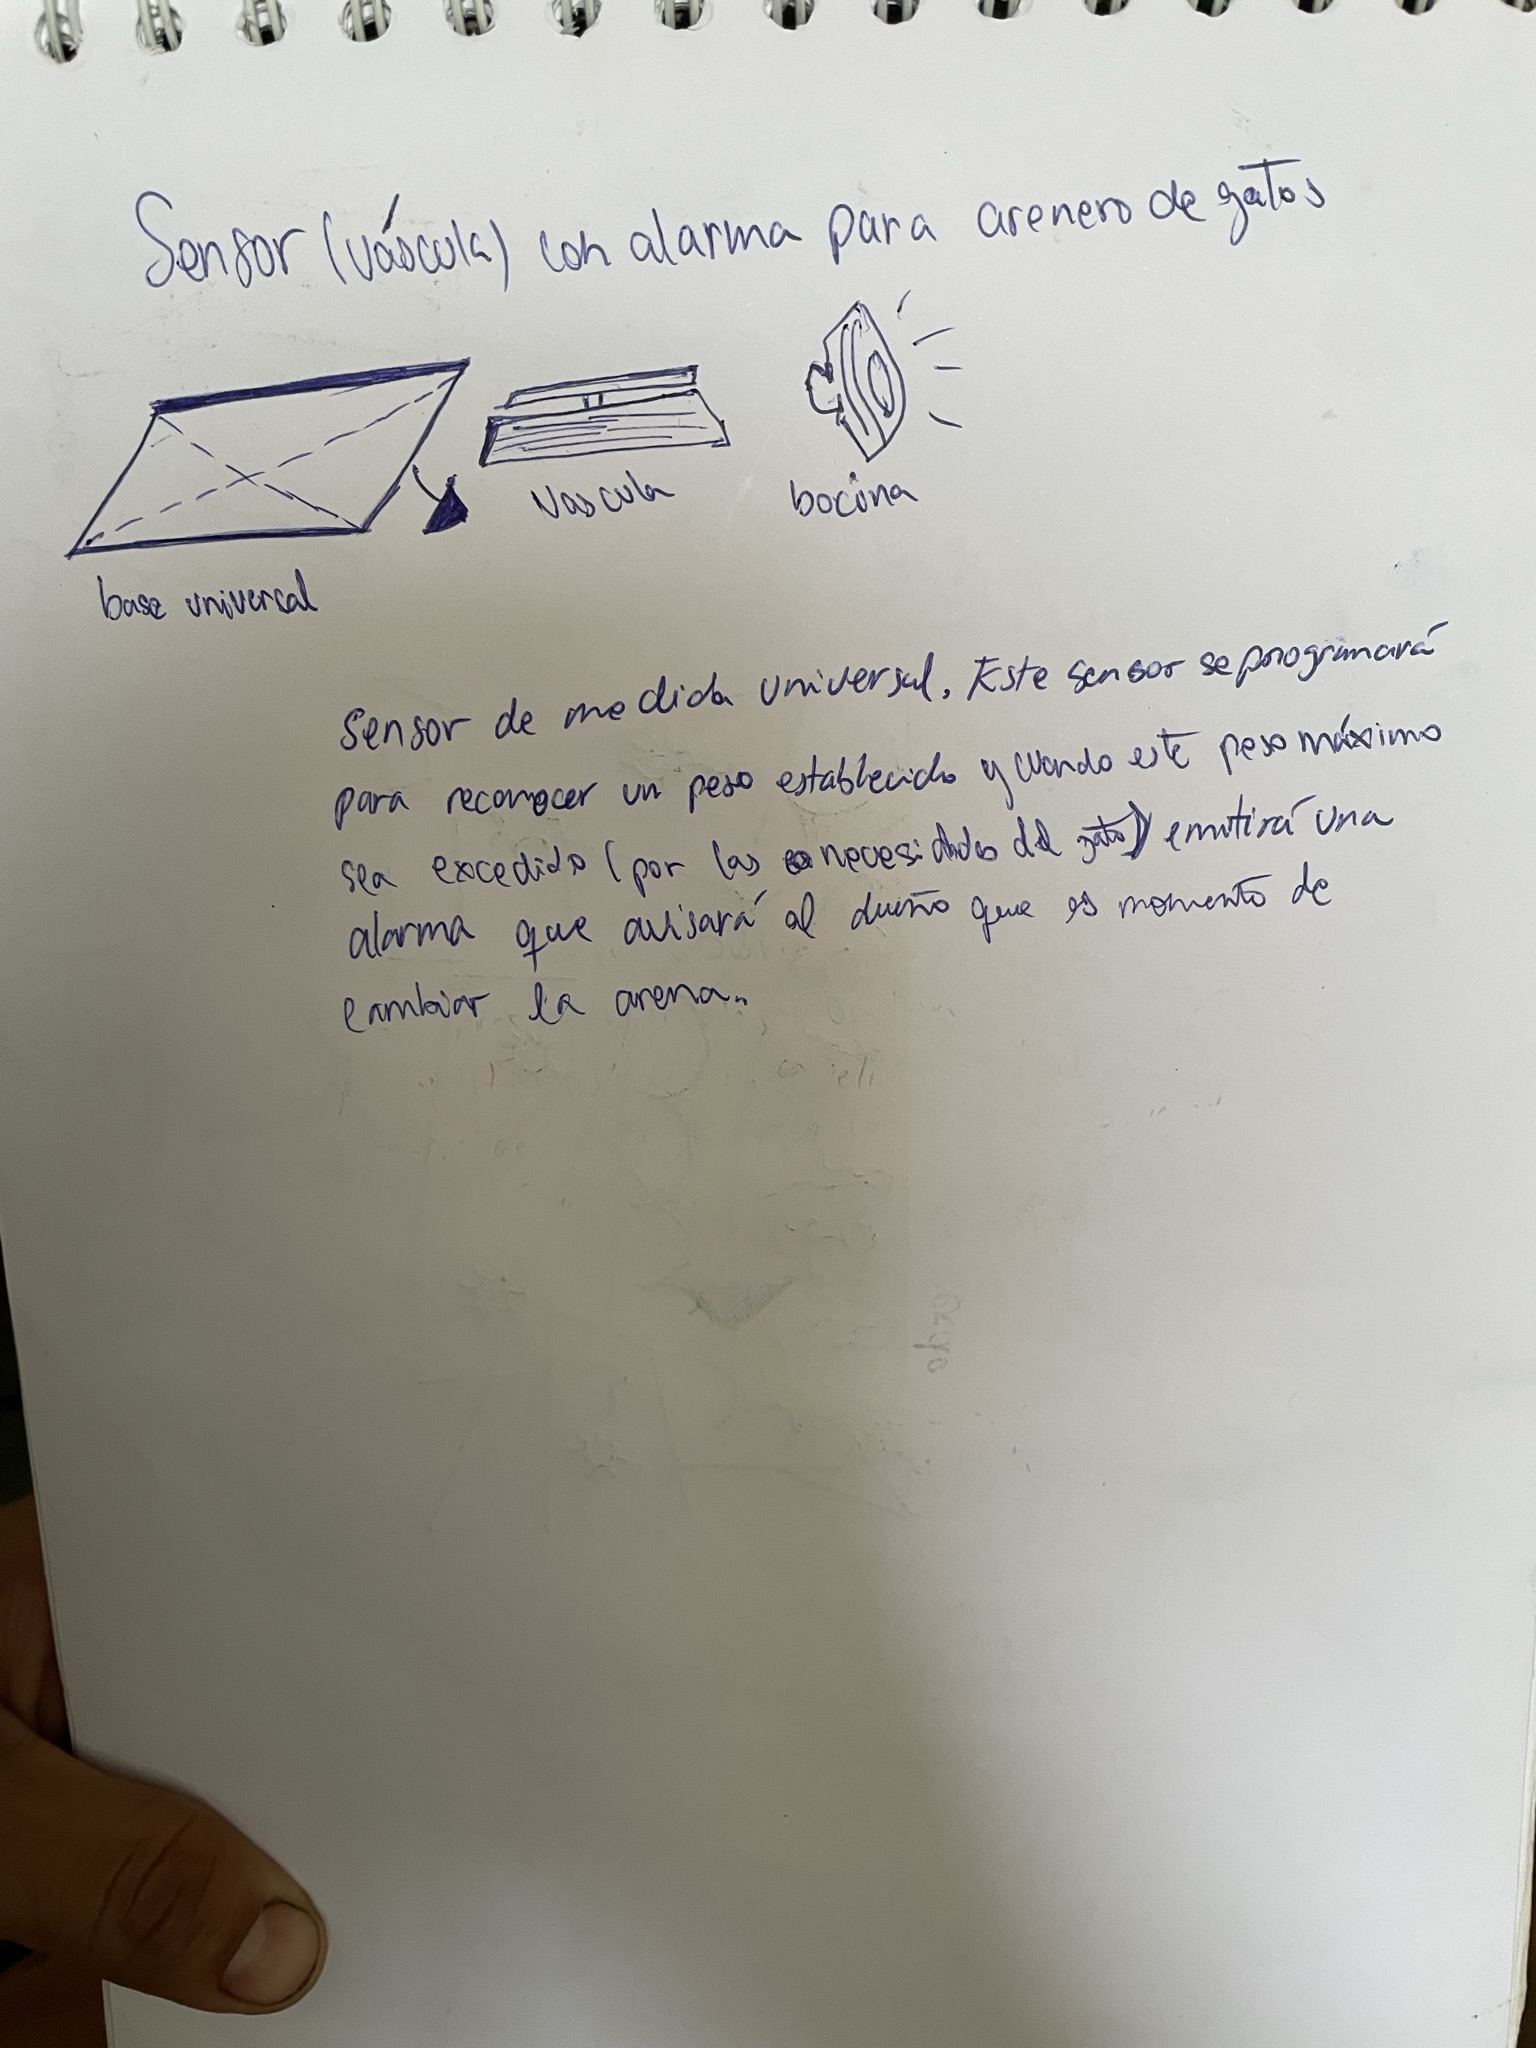 Sensor (váscula) con alarma para arenero de gatos
base universal
Vascula
bocina
Sensor de medida universal. Este sensor se programará
para reconocer un peso establecido y cuando este peso máximo
sea excedido (por las necesidades del gato) emitirá una
alarma que avisará al dueño que es momento de
cambiar la arena.